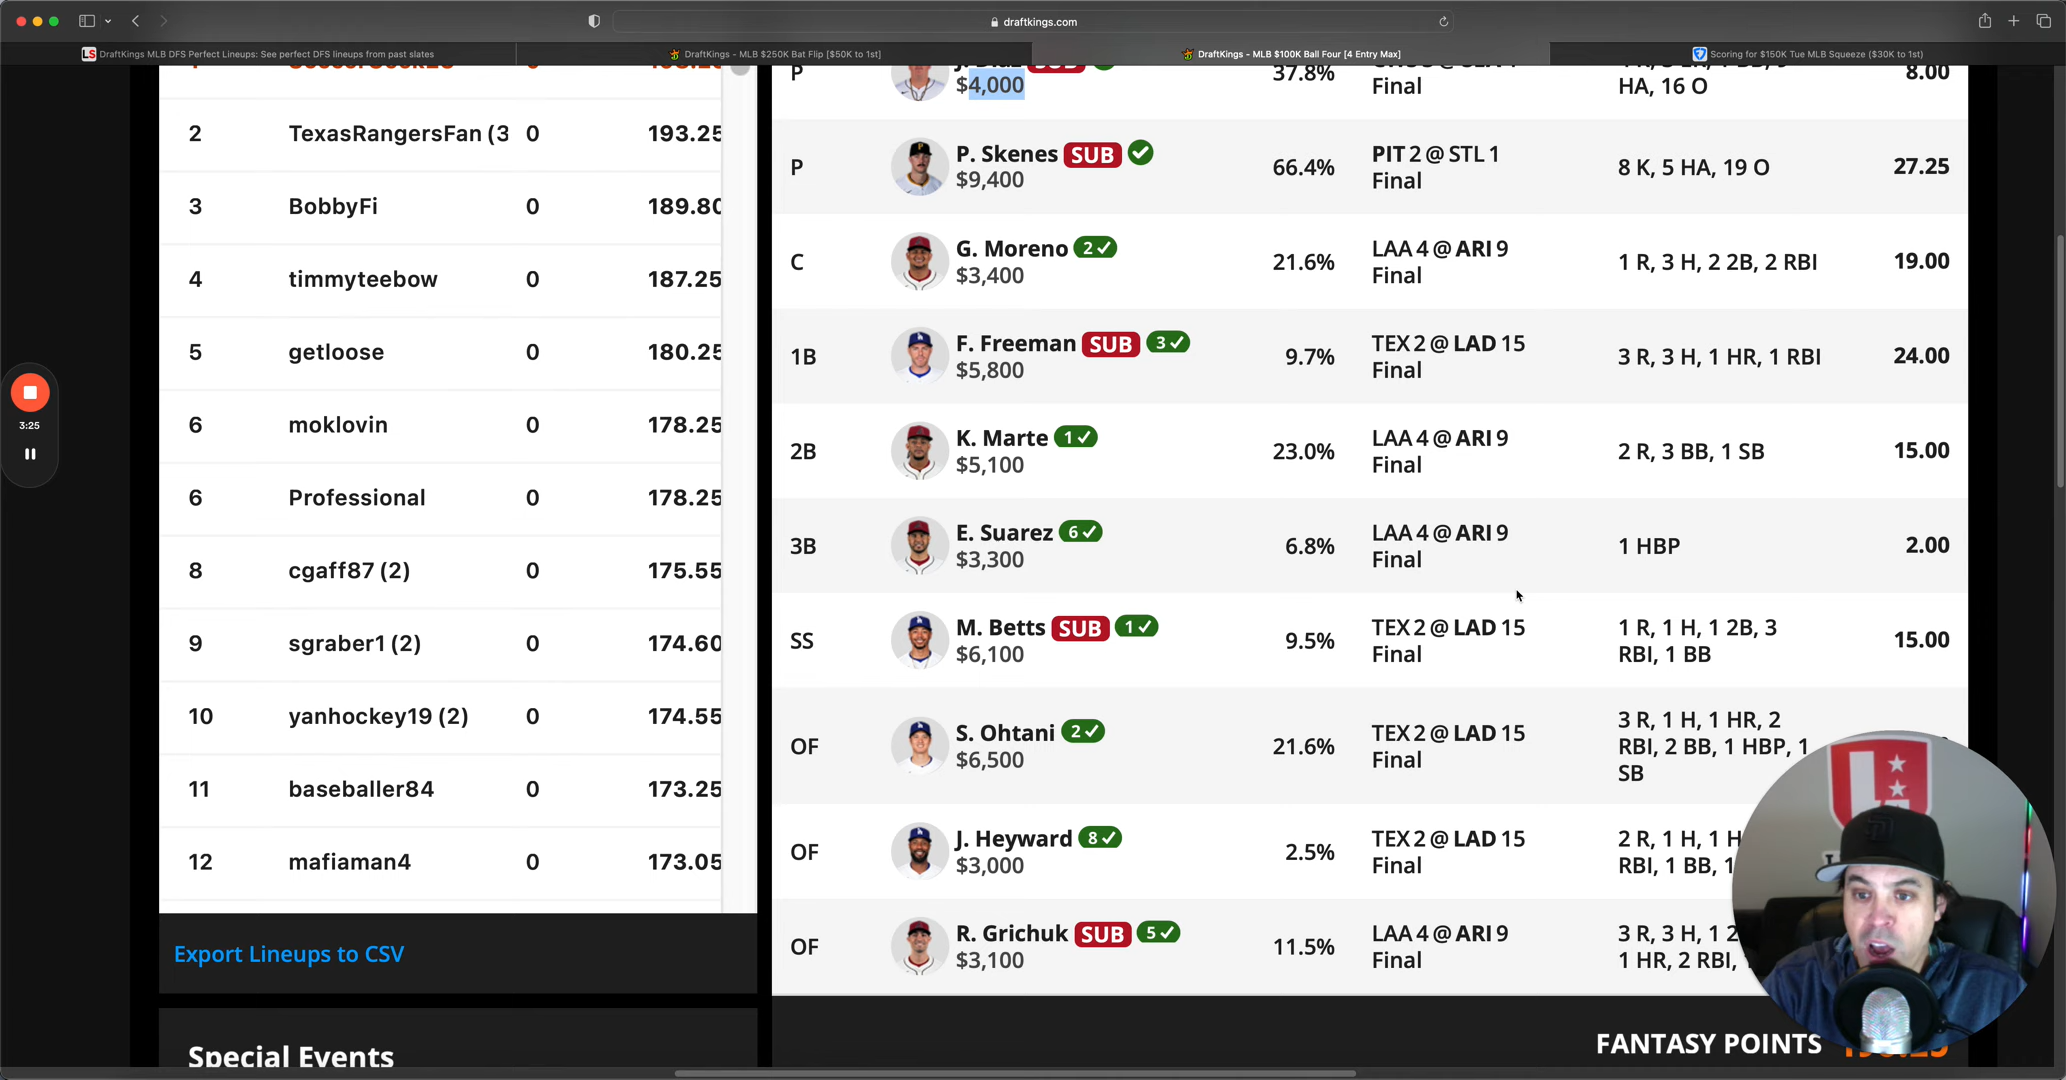 draftkings.com
DraftKings MLB DFS Perfect Lineups: See perfect DFS lineups from past slates
DraftKings - MLB $250K Bat Flip [$50K to 1st]
DraftKings - MLB $100K Ball Four [4 Entry Max]
Scoring for $150K Tue MLB Squeeze ($30K to 1st)
3:25
2 TexasRangersFan (3 0 193.25
3 BobbyFi 0 189.80
4 timmyteebow 0 187.25
5 getloose 0 180.25
6 moklovin 0 178.25
6 Professional 0 178.25
8 cgaff87 (2) 0 175.55
9 sgraber1 (2) 0 174.60
10 yanhockey19 (2) 0 174.55
11 baseballer84 0 173.25
12 mafiaman4 0 173.05
Export Lineups to CSV
Special Events
P 37.8% 8.00
$4,000 Final HA, 16 O
P. Skenes SUB PIT 2 @ STL 1
P 66.4% 8 K, 5 HA, 19 O 27.25
$9,400 Final
G. Moreno 2 LAA 4 @ ARI 9
C 21.6% 1 R, 3 H, 2 2B, 2 RBI 19.00
$3,400 Final
F. Freeman SUB 3 TEX 2 @ LAD 15
1B 9.7% 3 R, 3 H, 1 HR, 1 RBI 24.00
$5,800 Final
K. Marte 1 LAA 4 @ ARI 9
2B 23.0% 2 R, 3 BB, 1 SB 15.00
$5,100 Final
E. Suarez 6 LAA 4 @ ARI 9
3B 6.8% 1 HBP 2.00
$3,300 Final
M. Betts SUB 1 TEX 2 @ LAD 15 1 R, 1 H, 1 2B, 3
SS 9.5% 15.00
$6,100 Final RBI, 1 BB
3 R, 1 H, 1 HR, 2
S. Ohtani 2 TEX 2 @ LAD 15
OF 21.6% RBI, 2 BB, 1 HBP, 1
$6,500 Final
SB
J. Heyward 8 TEX 2 @ LAD 15 2 R, 1 H, 1 H
OF 2.5%
$3,000 Final RBI, 1 BB, 1
R. Grichuk SUB 5 LAA 4 @ ARI 9 3 R, 3 H, 1 2
OF 11.5%
$3,100 Final 1 HR, 2 RBI,
FANTASY POINTS